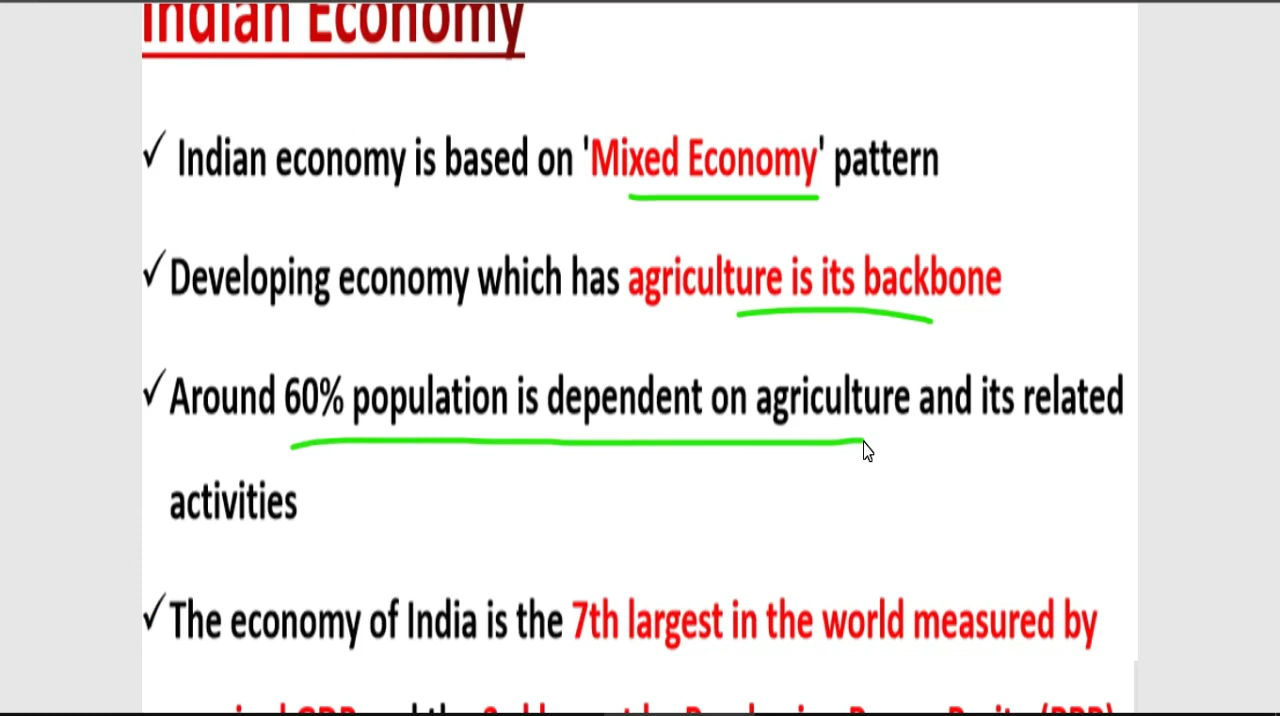 Indian Economy
✓ Indian economy is based on 'Mixed Economy' pattern
✓ Developing economy which has agriculture is its backbone
✓ Around 60% population is dependent on agriculture and its related
activities
✓ The economy of India is the 7th largest in the world measured by